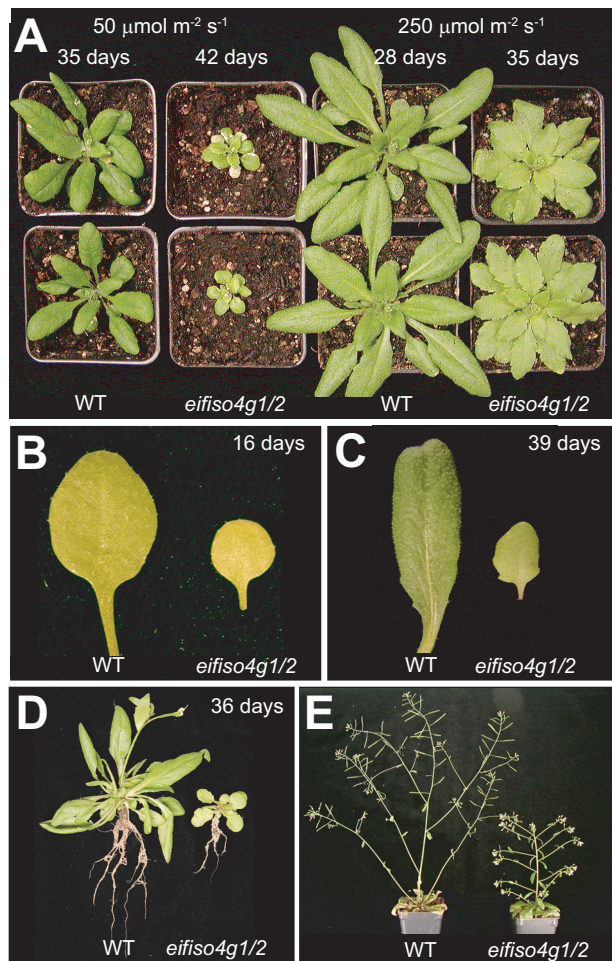 A
50 μmol m⁻² s⁻¹ 250 μmol m⁻² s⁻¹
35 days 42 days 28 days 35 days
WT eifiso4g1/2 WT eifiso4g1/2
B 16 days
WT eifiso4g1/2
C 39 days
WT eifiso4g1/2
D 36 days
WT eifiso4g1/2
E
WT eifiso4g1/2